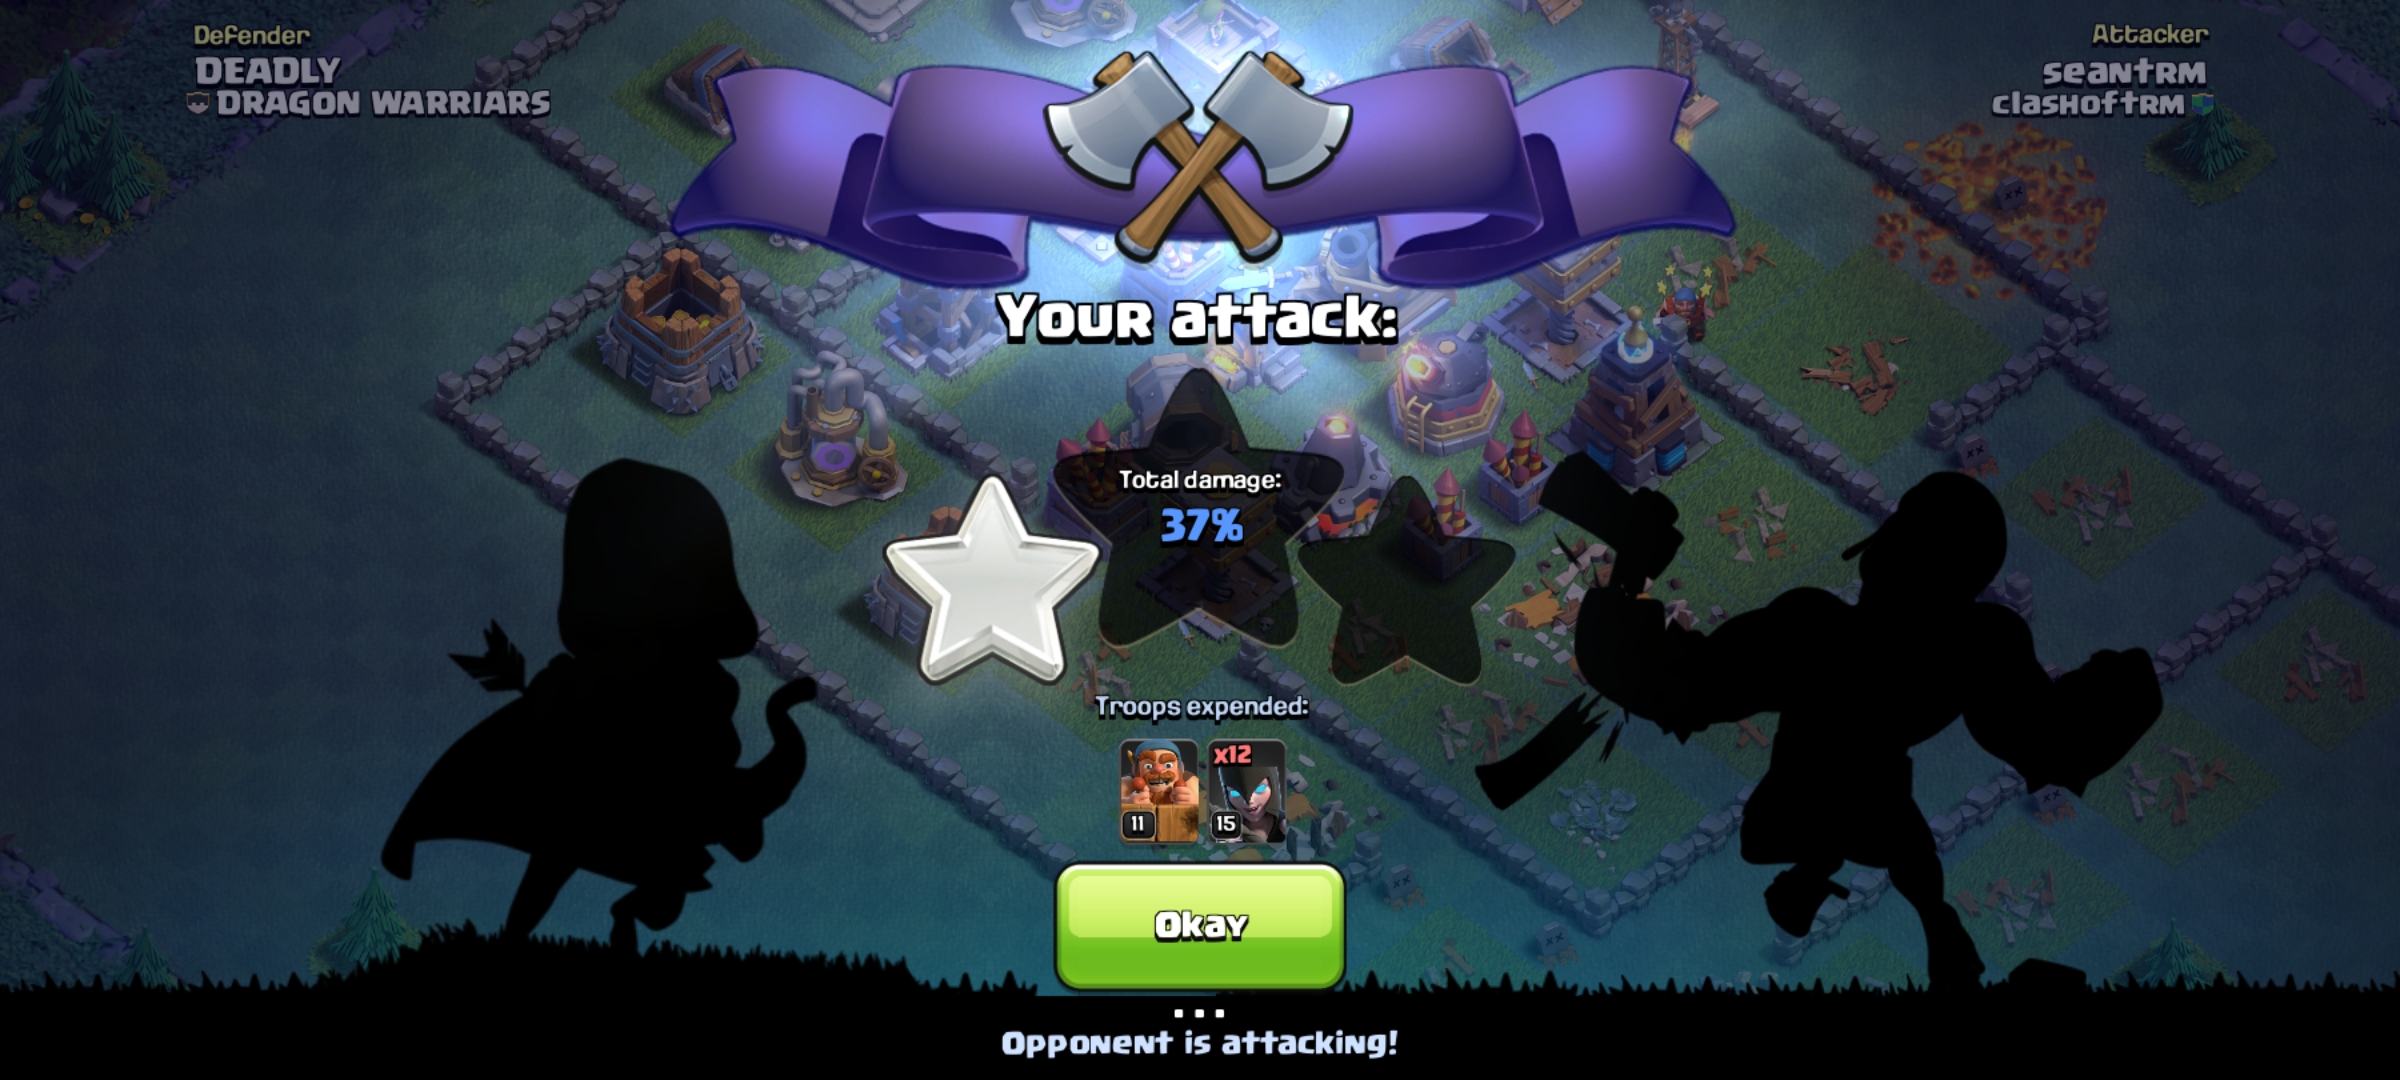 Defender
DEADLY
DRAGON WARRIARS
Attacker
seantrm
clashoftrm
Your attack:
Total damage:
37%
Troops expended:
x12
11
15
Okay
...
Opponent is attacking!